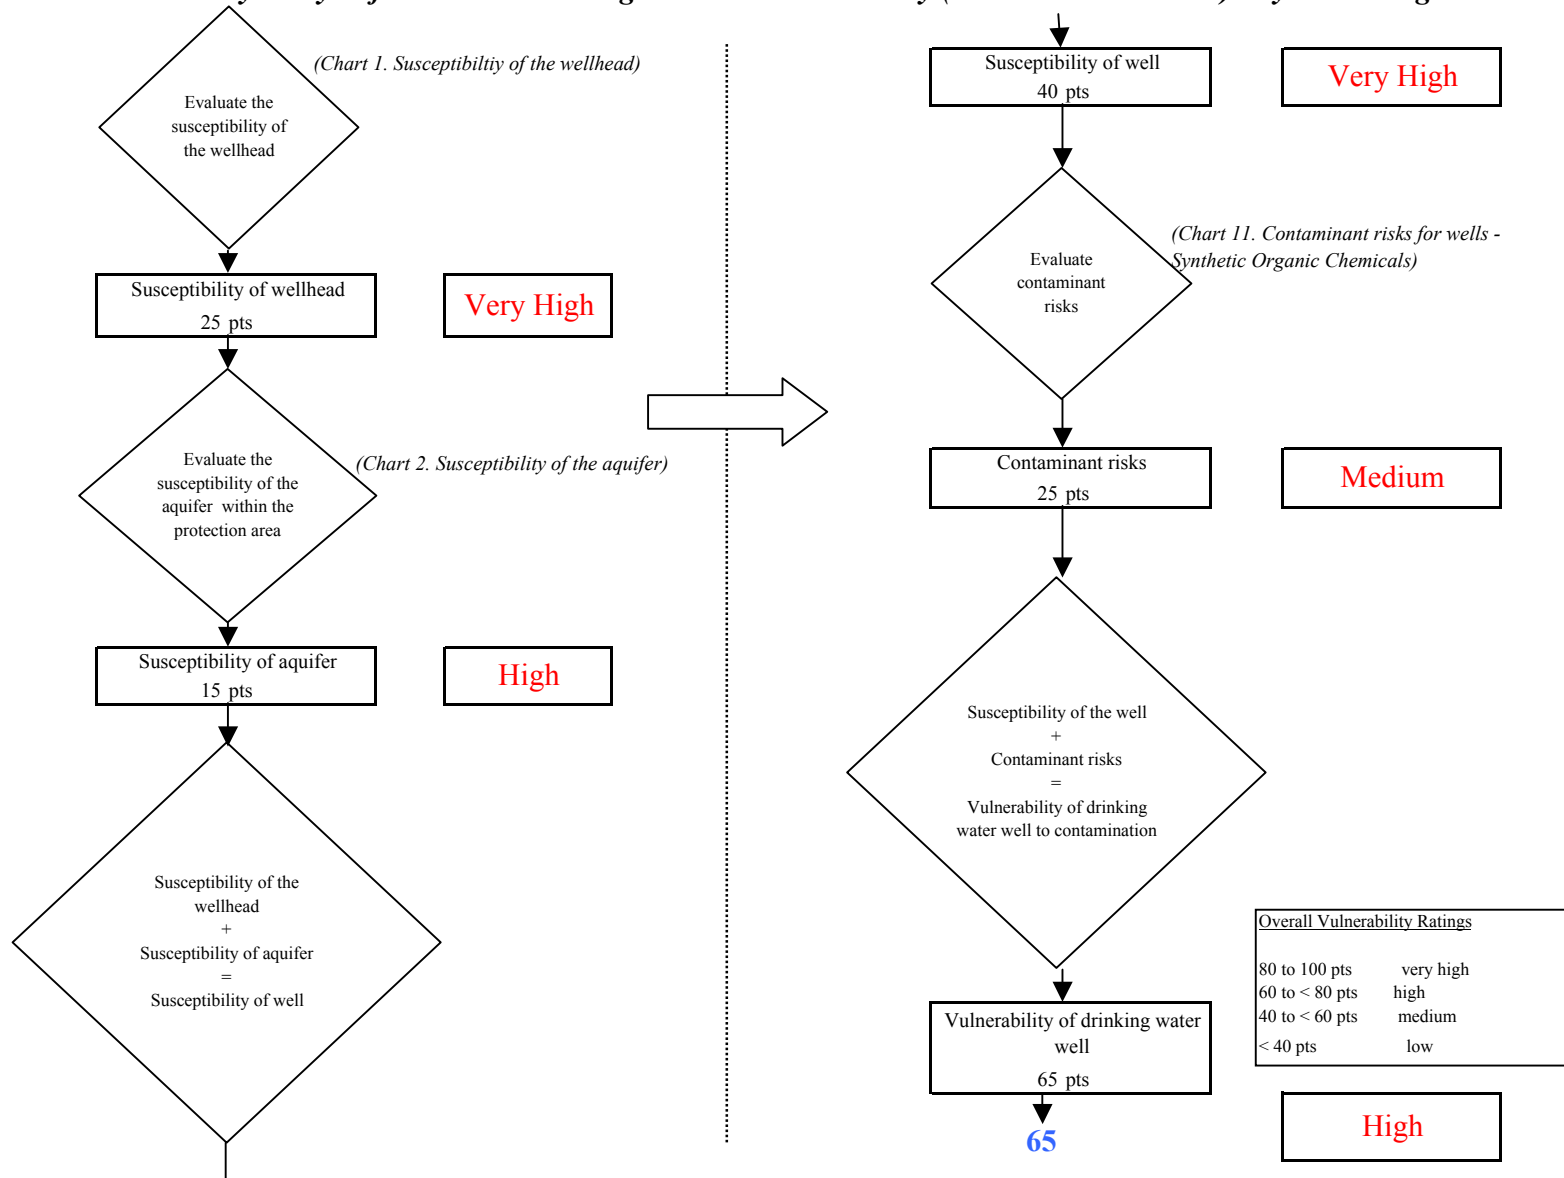 (Chart 1. Susceptibiltiy of the wellhead)
Evaluate the
susceptibility of
the wellhead
Susceptibility of wellhead
25 pts
Very High
Evaluate the
susceptibility of the
aquifer within the
protection area
(Chart 2. Susceptibility of the aquifer)
Susceptibility of aquifer
15 pts
High
Susceptibility of the
wellhead
+
Susceptibility of aquifer
=
Susceptibility of well
Susceptibility of well
40 pts
Very High
(Chart 11. Contaminant risks for wells -
Synthetic Organic Chemicals)
Evaluate
contaminant
risks
Contaminant risks
25 pts
Medium
Susceptibility of the well
+
Contaminant risks
=
Vulnerability of drinking
water well to contamination
Overall Vulnerability Ratings
80 to 100 pts very high
60 to < 80 pts high
40 to < 60 pts medium
< 40 pts low
Vulnerability of drinking water
well
65 pts
65
High